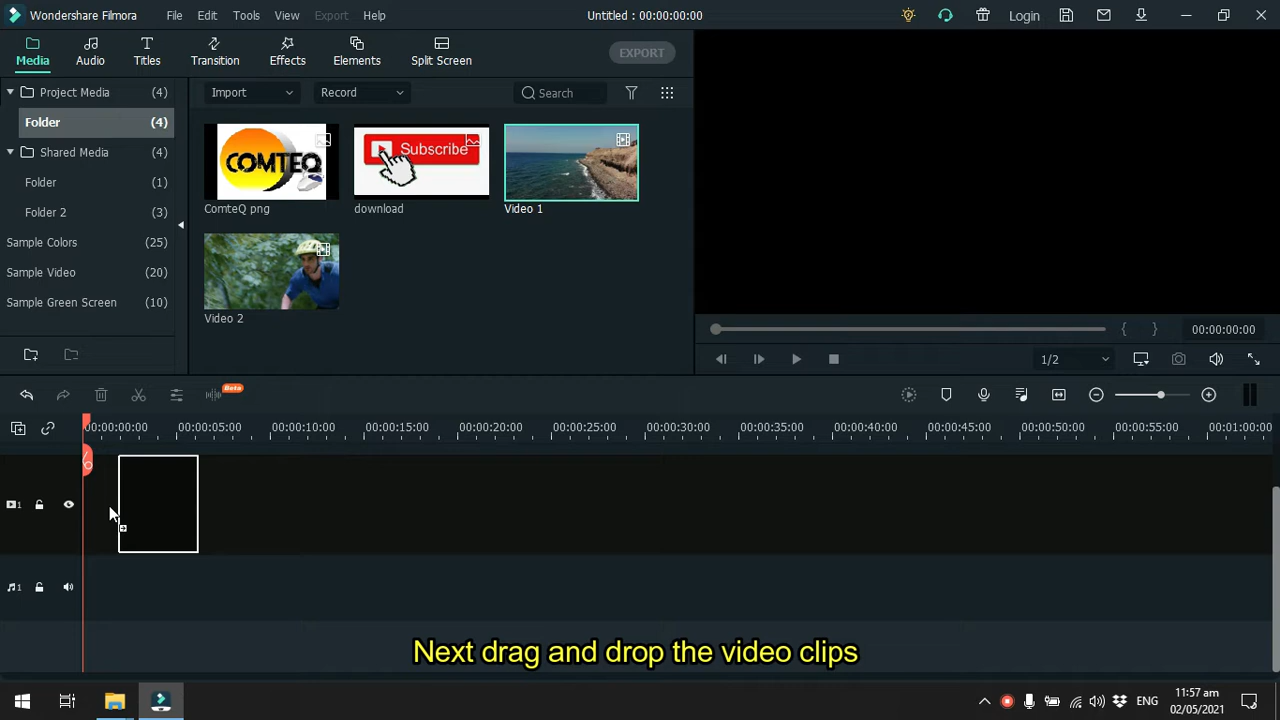 Wondershare Filmora File Edit Tools View Export Help Untitled : 00:00:00:00 Login
Media Audio Titles Transition Effects Elements Split Screen EXPORT
Project Media (4) Import Record Search
Folder (4)
Shared Media (4)
Folder (1)
Folder 2 (3)
Sample Colors (25)
Sample Video (20)
Sample Green Screen (10)
COMTEQ
Subscribe
ComteQ png download Video 1
Video 2
{ } 00:00:00:00
1/2
Beta
00:00:00:00 00:00:05:00 00:00:10:00 00:00:15:00 00:00:20:00 00:00:25:00 00:00:30:00 00:00:35:00 00:00:40:00 00:00:45:00 00:00:50:00 00:00:55:00 00:01:00:00
1
1
Next drag and drop the video clips
ENG 11:57 am
02/05/2021